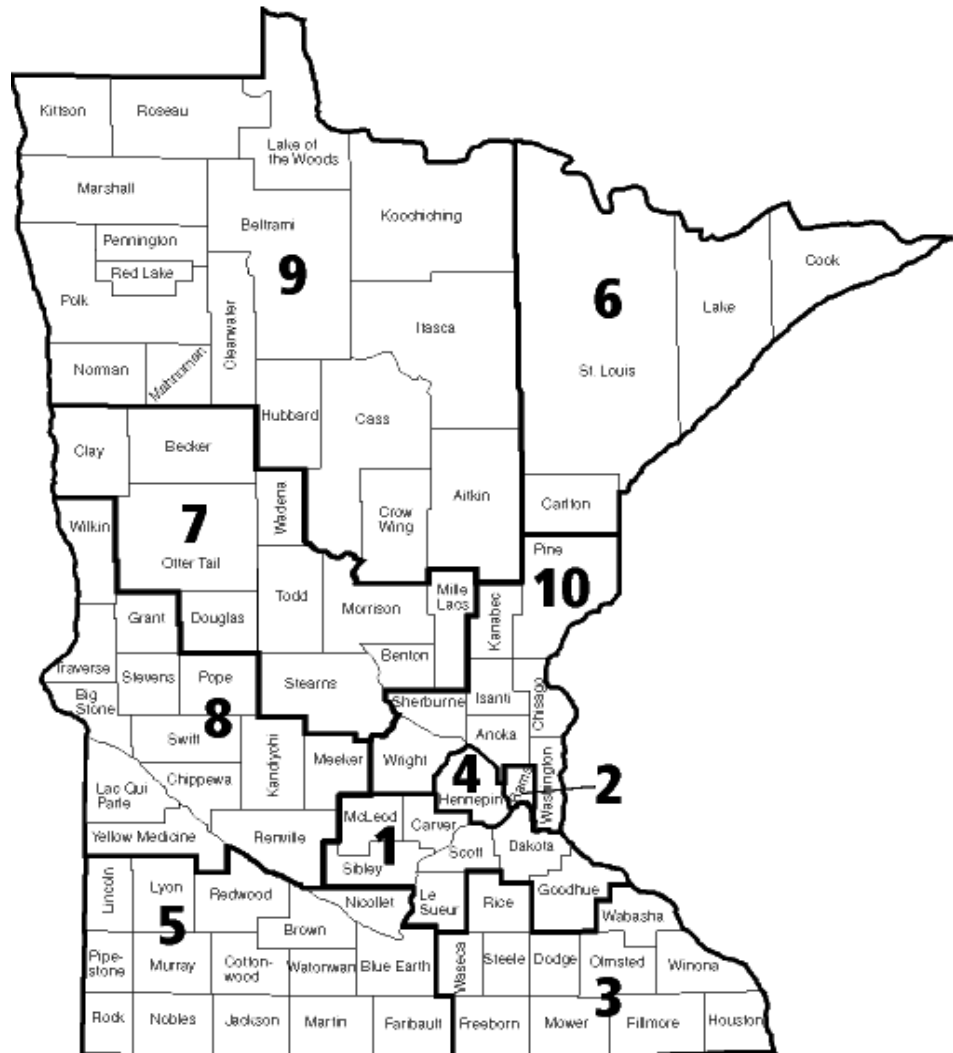 Kittson
Roseau
Lake of
the Woods
Marshall
Koochiching
Beltrami
Pennington
Red Lake
Polk
9
Clearwater
Itasca
Norman
Mahnomen
6
Cook
Lake
St. Louis
Hubbard
Cass
Clay
Becker
Wadena
Aitkin
Crow
Wing
Carlton
Wilkin
7
Otter Tail
Pine
10
Todd
Morrison
Mille
Lacs
Kanabec
Grant
Douglas
Benton
Traverse
Stevens
Pope
Stearns
Big
Stone
8
Sherburne
Isanti
Chisago
Swift
Kandiyohi
Meeker
Wright
Anoka
Lac Qui
Parle
Chippewa
4
Hennepin
Rams
Washington
2
Yellow Medicine
Renville
McLeod
Carver
1
Sibley
Scott
Dakota
Lincoln
Lyon
Redwood
Nicollet
Le
Sueur
Rice
Goodhue
Wabasha
5
Brown
Pipe-
stone
Murray
Cotton-
wood
Watonwan
Blue Earth
Waseca
Steele
Dodge
Olmsted
Winona
3
Rock
Nobles
Jackson
Martin
Faribault
Freeborn
Mower
Fillmore
Houston